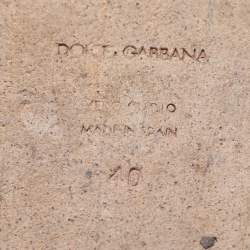 DOLCE GABBANA
VERO CUOIO
MADE IN SPAIN
40